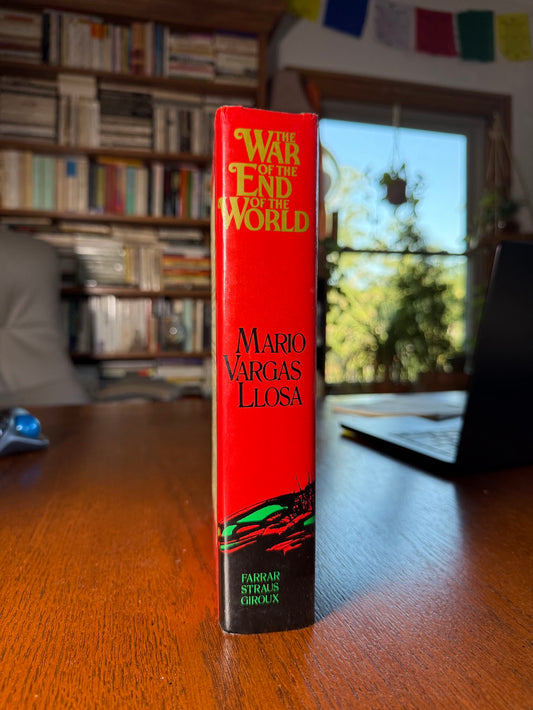 THE
WAR
OF THE
END
OF THE
WORLD
MARIO
VARGAS
LLOSA
FARRAR
STRAUS
GIROUX